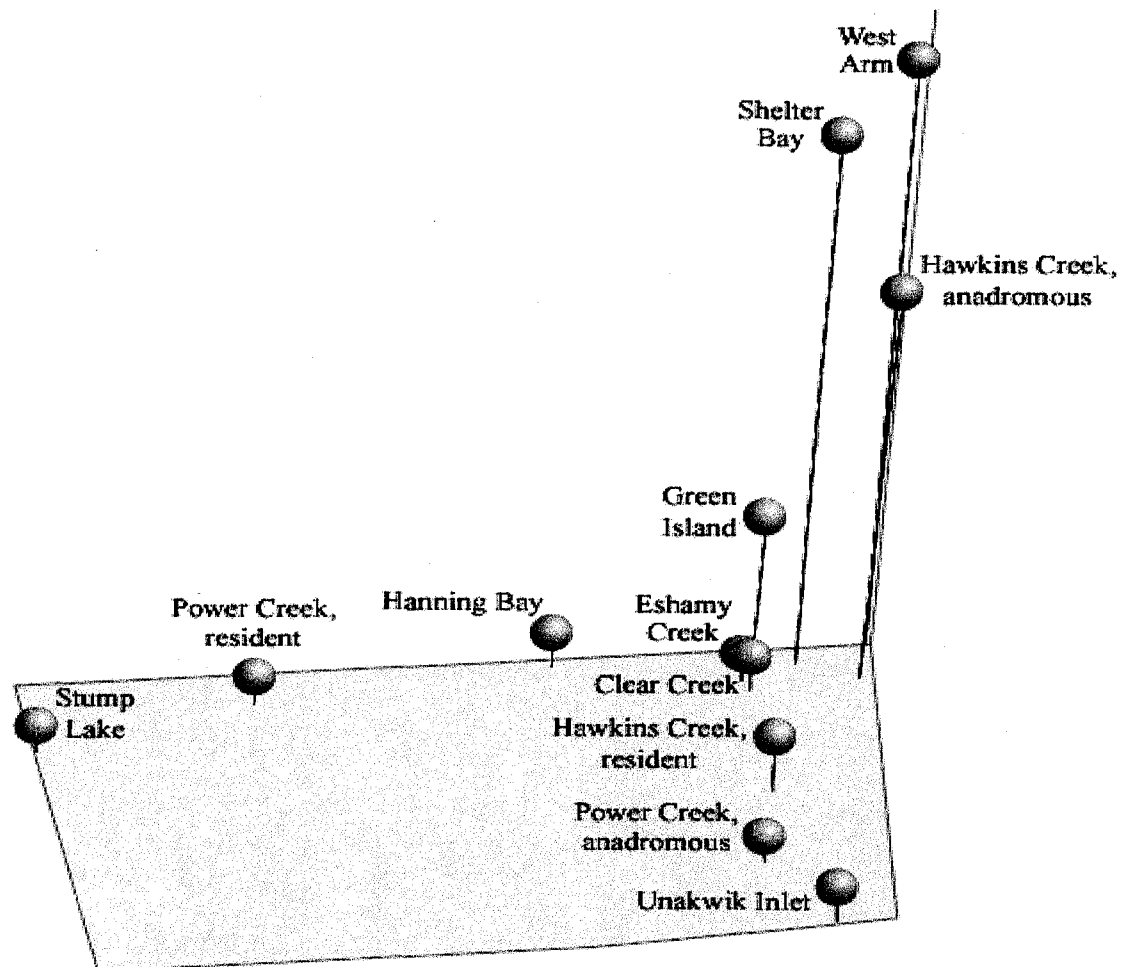 West
Arm
Shelter
Bay
Hawkins Creek,
anadromous
Green
Island
Power Creek,
resident
Hanning Bay
Eshamy
Creek
Clear Creek
Stump
Lake
Hawkins Creek,
resident
Power Creek,
anadromous
Unakwik Inlet